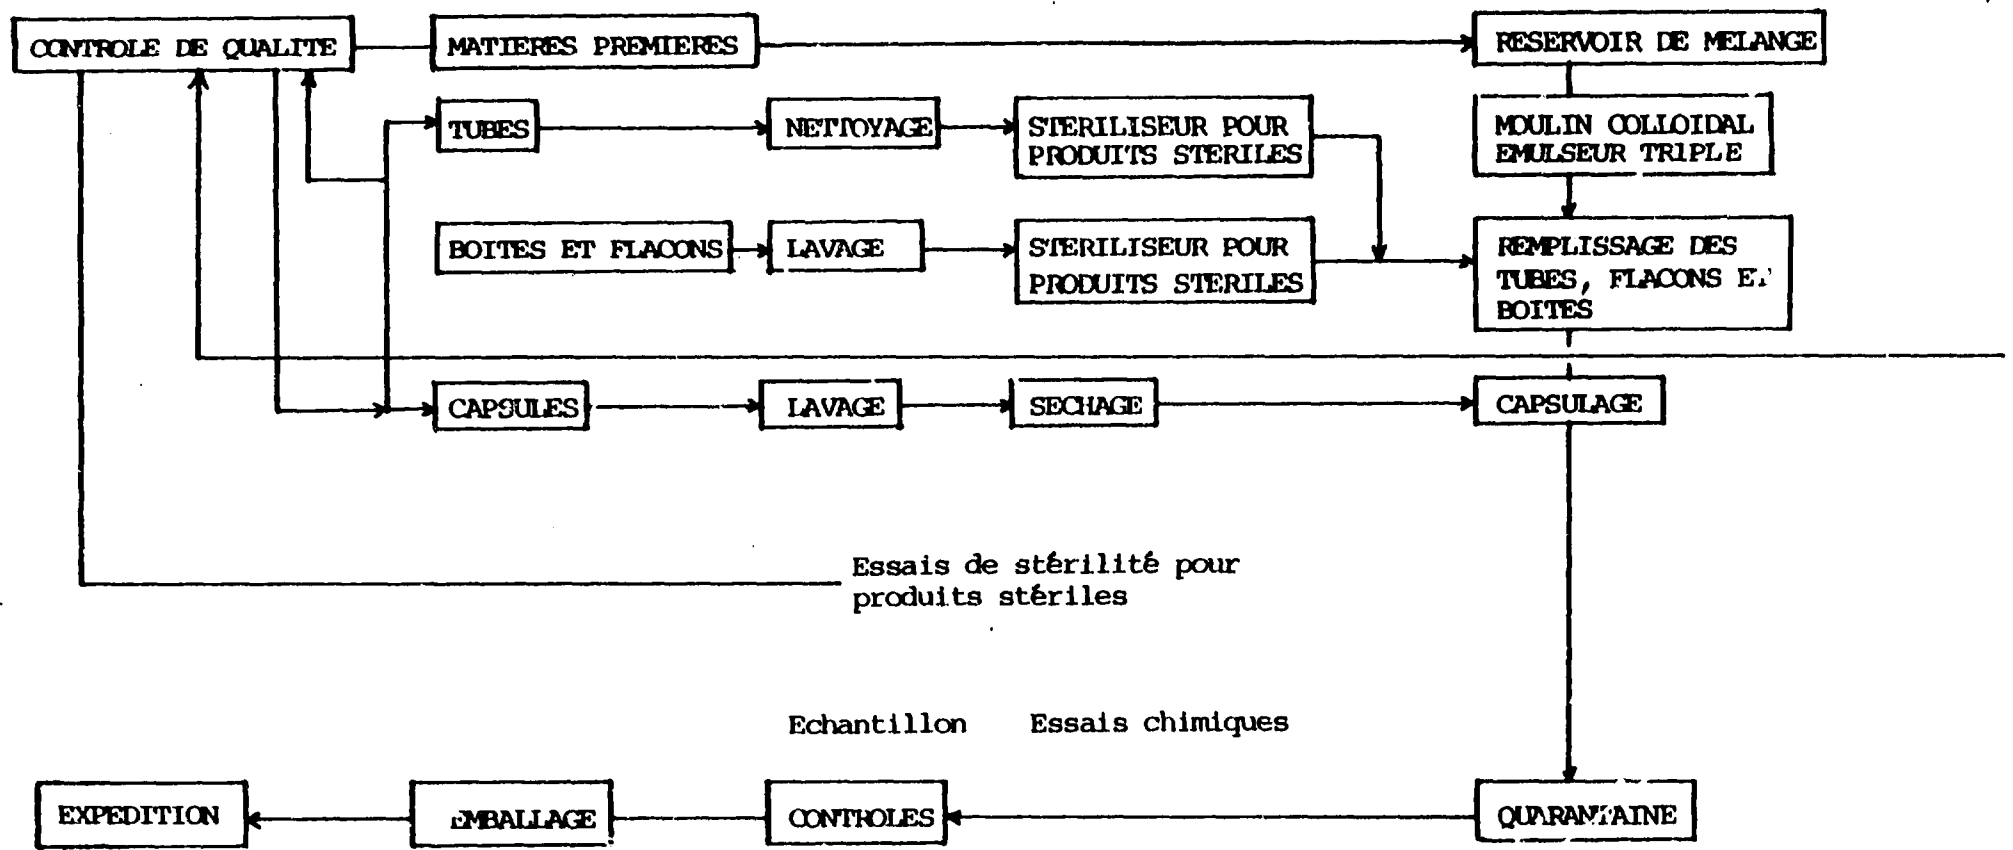 CONTROLE DE QUALITE
MATIERES PREMIERES
RESERVOIR DE MELANGE
TUBES
NETTOYAGE
STERILISEUR POUR
PRODUITS STERILES
MOULIN COLLOIDAL
EMULSEUR TRIPLE
BOITES ET FLACONS
LAVAGE
STERILISEUR POUR
PRODUITS STERILES
REMPLISSAGE DES
TUBES, FLACONS ET
BOITES
CAPSULES
LAVAGE
SECHAGE
CAPSULAGE
Essais de stérilité pour
produits stériles
Echantillon Essais chimiques
EXPEDITION
EMBALLAGE
CONTROLES
QUARANTAINE